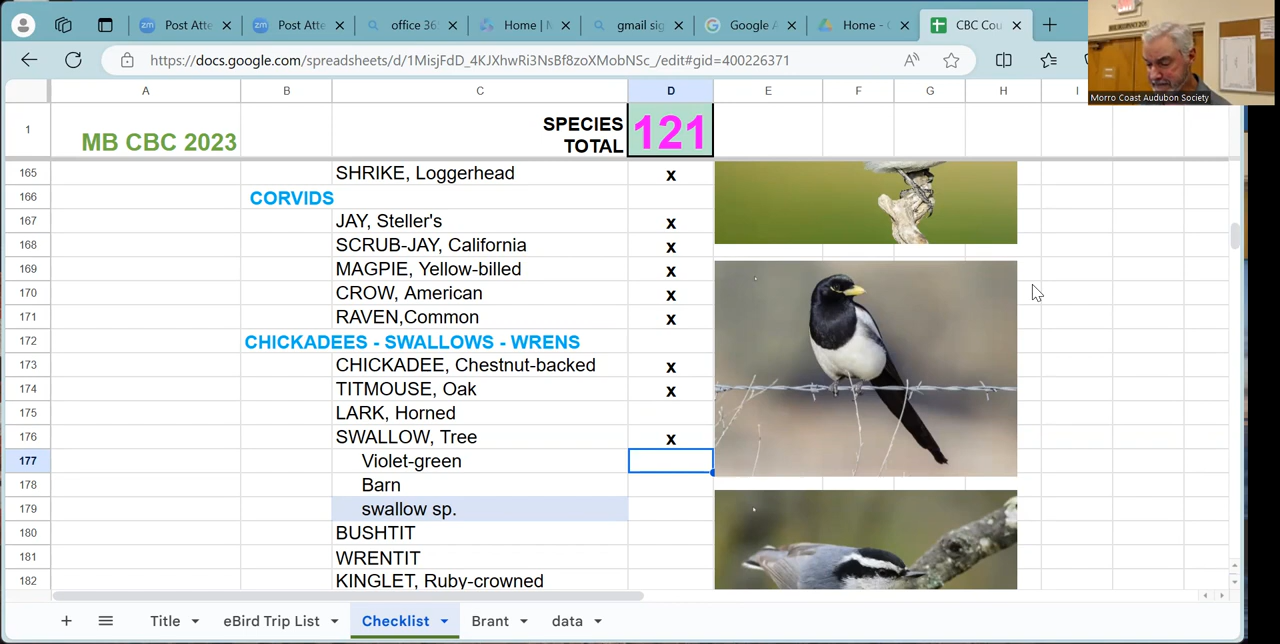 Post Atte
Post Atte
office 36
Home | N
gmail sig
Google A
Home - G
CBC Cou
https://docs.google.com/spreadsheets/d/1MisjFdD_4KJXhwRi3NsBf8zoXMobNSc_/edit#gid=400226371
Morro Coast Audubon Society
A B C D E F G H I
1 MB CBC 2023 SPECIES TOTAL 121
165 SHRIKE, Loggerhead x
166 CORVIDS
167 JAY, Steller's x
168 SCRUB-JAY, California x
169 MAGPIE, Yellow-billed x
170 CROW, American x
171 RAVEN,Common x
172 CHICKADEES - SWALLOWS - WRENS
173 CHICKADEE, Chestnut-backed x
174 TITMOUSE, Oak x
175 LARK, Horned
176 SWALLOW, Tree x
177 Violet-green
178 Barn
179 swallow sp.
180 BUSHTIT
181 WRENTIT
182 KINGLET, Ruby-crowned
Title eBird Trip List Checklist Brant data